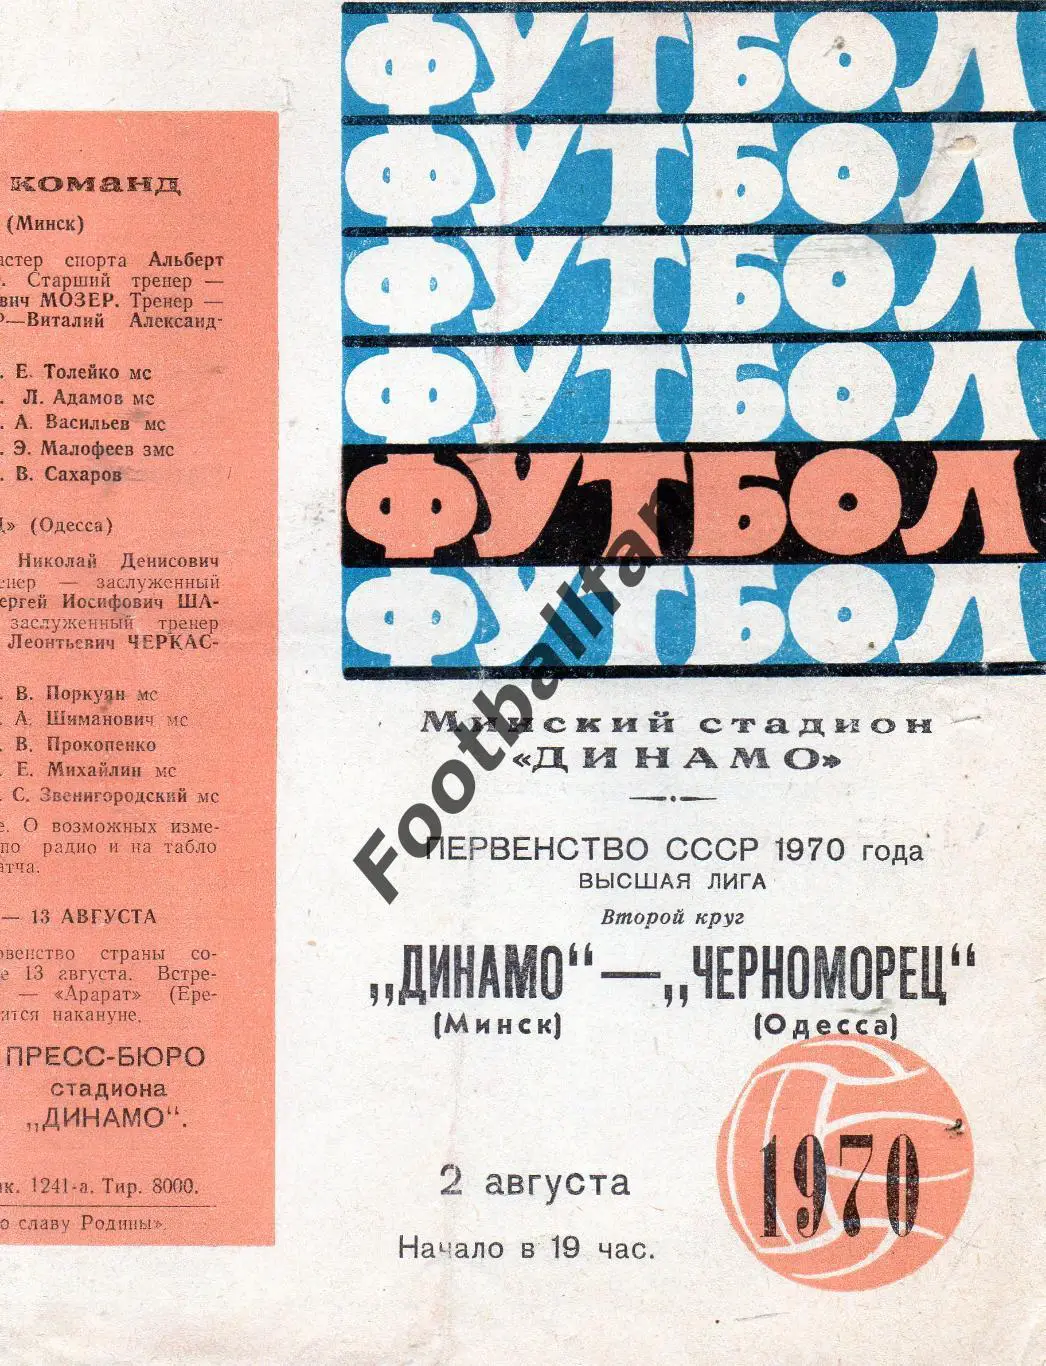 команд
(Минск)
астер спорта Альберт
Старший тренер —
вич МОЗЕР. Тренер —
Р—Виталий Александ-
Е. Толейко мс
Л. Адамов мс
А. Васильев мс
Э. Малофеев змс
В. Сахаров
Ц» (Одесса)
Николай Денисович
енер — заслуженный
ергей Иосифович ША-
заслуженный тренер
Леонтьевич ЧЕРКАС-
В. Поркуян мс
А. Шиманович мс
В. Прокопенко
Е. Михайлин мс
С. Звенигородский мс
е. О возможных изме-
по радио и на табло
атча.
— 13 АВГУСТА
рвенство страны со-
е 13 августа. Встре-
— «Арарат» (Ере-
ится накануне.
ПРЕСС-БЮРО
стадиона
„ДИНАМО“.
ак. 1241-а. Тир. 8000.
о славу Родины».
ФУТБОЛ
ФУТБОЛ
ФУТБОЛ
ФУТБОЛ
ФУТБОЛ
ФУТБОЛ
Минский стадион
«ДИНАМО»
ПЕРВЕНСТВО СССР 1970 года
ВЫСШАЯ ЛИГА
Второй круг
„ДИНАМО“—„ЧЕРНОМОРЕЦ“
(Минск) (Одесса)
1970
2 августа
Начало в 19 час.
Footballfan